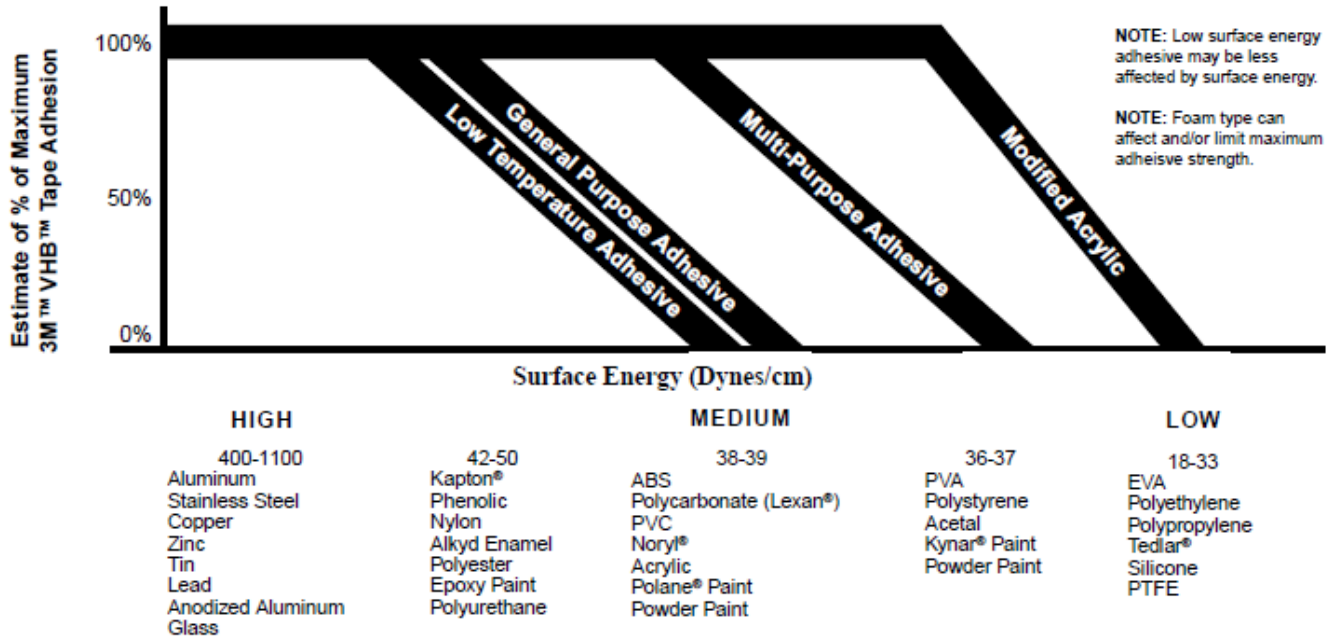 Estimate of % of Maximum
3M™ VHB™ Tape Adhesion
100%
50%
0%
Low Temperature Adhesive
General Purpose Adhesive
Multi-Purpose Adhesive
Modified Acrylic
NOTE: Low surface energy
adhesive may be less
affected by surface energy.
NOTE: Foam type can
affect and/or limit maximum
adheisve strength.
Surface Energy (Dynes/cm)
HIGH
MEDIUM
LOW
400-1100
Aluminum
Stainless Steel
Copper
Zinc
Tin
Lead
Anodized Aluminum
Glass
42-50
Kapton®
Phenolic
Nylon
Alkyd Enamel
Polyester
Epoxy Paint
Polyurethane
38-39
ABS
Polycarbonate (Lexan®)
PVC
Noryl®
Acrylic
Polane® Paint
Powder Paint
36-37
PVA
Polystyrene
Acetal
Kynar® Paint
Powder Paint
18-33
EVA
Polyethylene
Polypropylene
Tedlar®
Silicone
PTFE